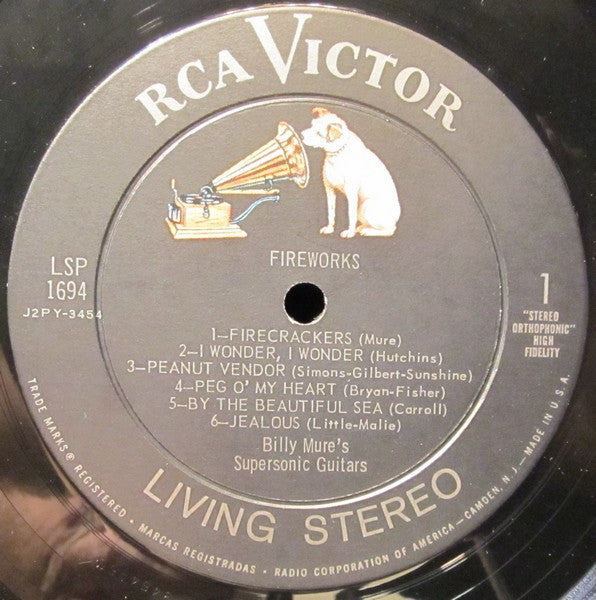 RCA VICTOR
FIREWORKS
LSP
1694
J2PY-3454
1
"STEREO
ORTHOPHONIC"
HIGH
FIDELITY
1—FIRECRACKERS (Mure)
2—I WONDER, I WONDER (Hutchins)
3—PEANUT VENDOR (Simons-Gilbert-Sunshine)
4—PEG O' MY HEART (Bryan-Fisher)
5—BY THE BEAUTIFUL SEA (Carroll)
6—JEALOUS (Little-Malie)
Billy Mure's
Supersonic Guitars
LIVING STEREO
TRADE MARKS ® REGISTERED. • MARCAS REGISTRADAS • RADIO CORPORATION OF AMERICA—CAMDEN, N. J.—MADE IN U.S.A.